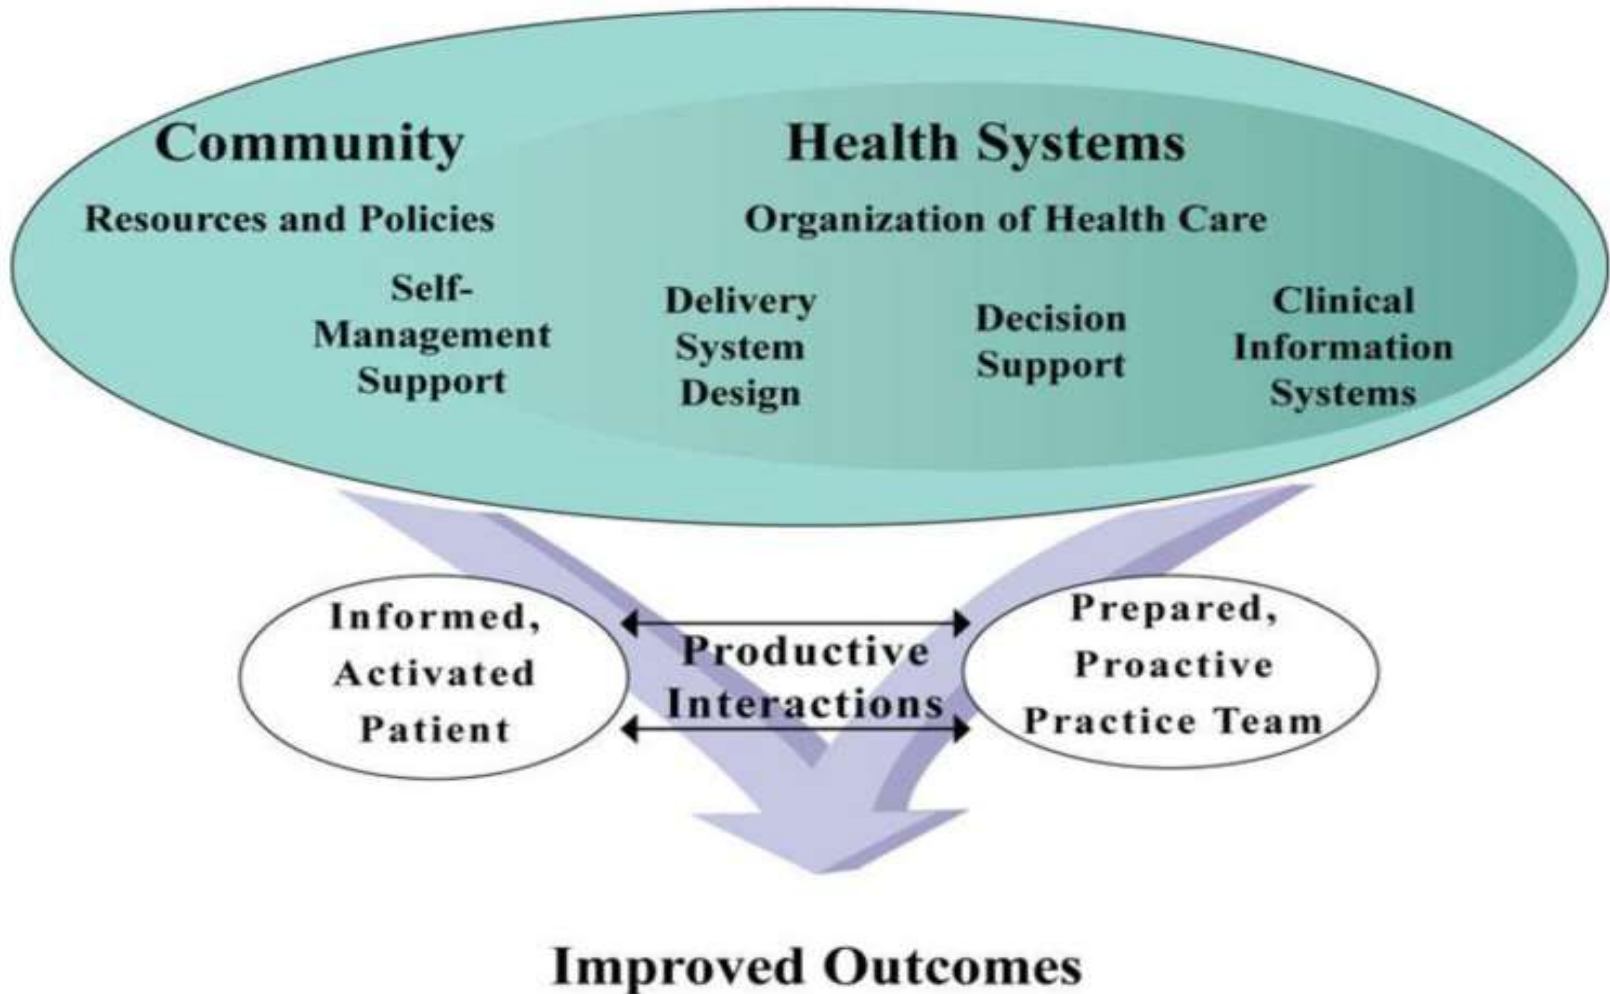 Community
Resources and Policies
Health Systems
Organization of Health Care
Self-
Management
Support
Delivery
System
Design
Decision
Support
Clinical
Information
Systems
Informed,
Activated
Patient
Productive
Interactions
Prepared,
Proactive
Practice Team
Improved Outcomes